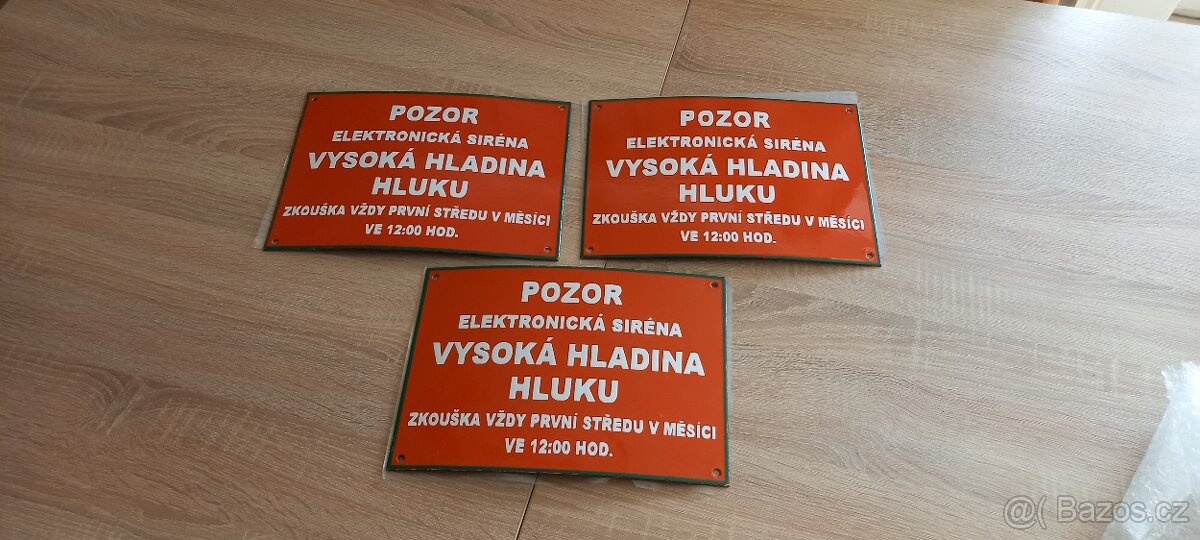 POZOR
ELEKTRONICKÁ SIRÉNA
VYSOKÁ HLADINA
HLUKU
ZKOUŠKA VŽDY PRVNÍ STŘEDU V MĚSÍCI
VE 12:00 HOD.
POZOR
ELEKTRONICKÁ SIRÉNA
VYSOKÁ HLADINA
HLUKU
ZKOUŠKA VŽDY PRVNÍ STŘEDU V MĚSÍCI
VE 12:00 HOD.
POZOR
ELEKTRONICKÁ SIRÉNA
VYSOKÁ HLADINA
HLUKU
ZKOUŠKA VŽDY PRVNÍ STŘEDU V MĚSÍCI
VE 12:00 HOD.
@( Bazos.cz